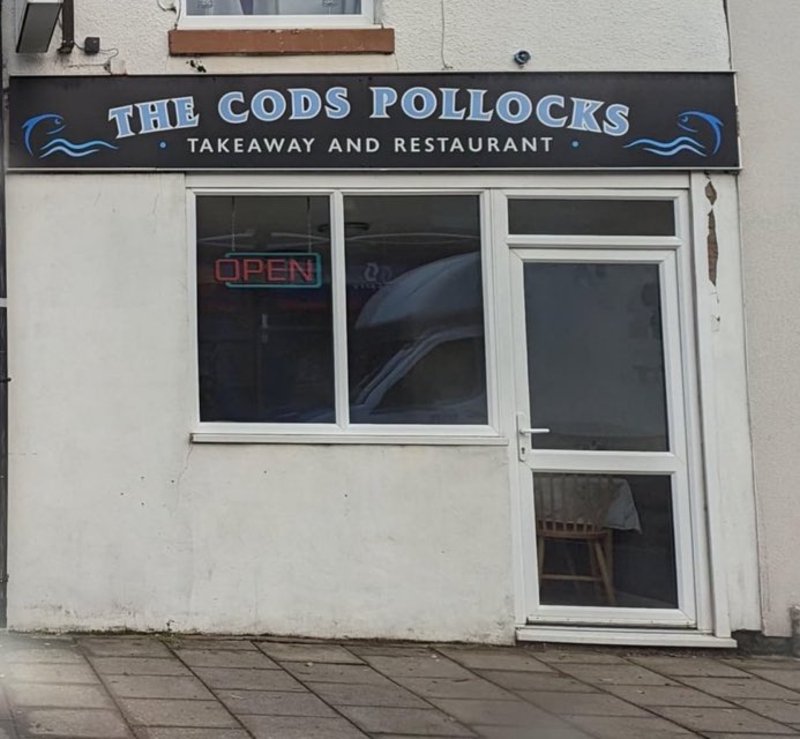 THE CODS POLLOCKS
• TAKEAWAY AND RESTAURANT •
OPEN